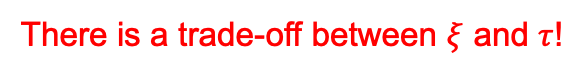 There is a trade-off between ξ and τ!